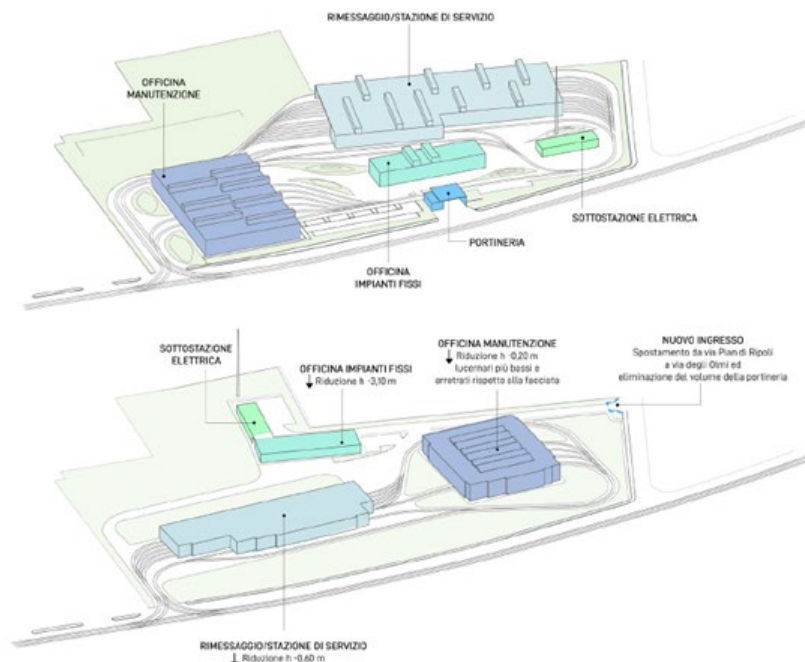 RIMESSAGGIO/STAZIONE DI SERVIZIO
OFFICINA
MANUTENZIONE
SOTTOSTAZIONE ELETTRICA
PORTINERIA
OFFICINA
IMPIANTI FISSI
SOTTOSTAZIONE
ELETTRICA
OFFICINA IMPIANTI FISSI
Riduzione h -3,10 m
OFFICINA MANUTENZIONE
Riduzione h -0,20 m
lucernari più bassi e
arretrati rispetto alla facciata
NUOVO INGRESSO
Spostamento da via Pian di Ripoli
a via degli Olmi ed
eliminazione del volume della portineria
RIMESSAGGIO/STAZIONE DI SERVIZIO
Riduzione h -0,60 m